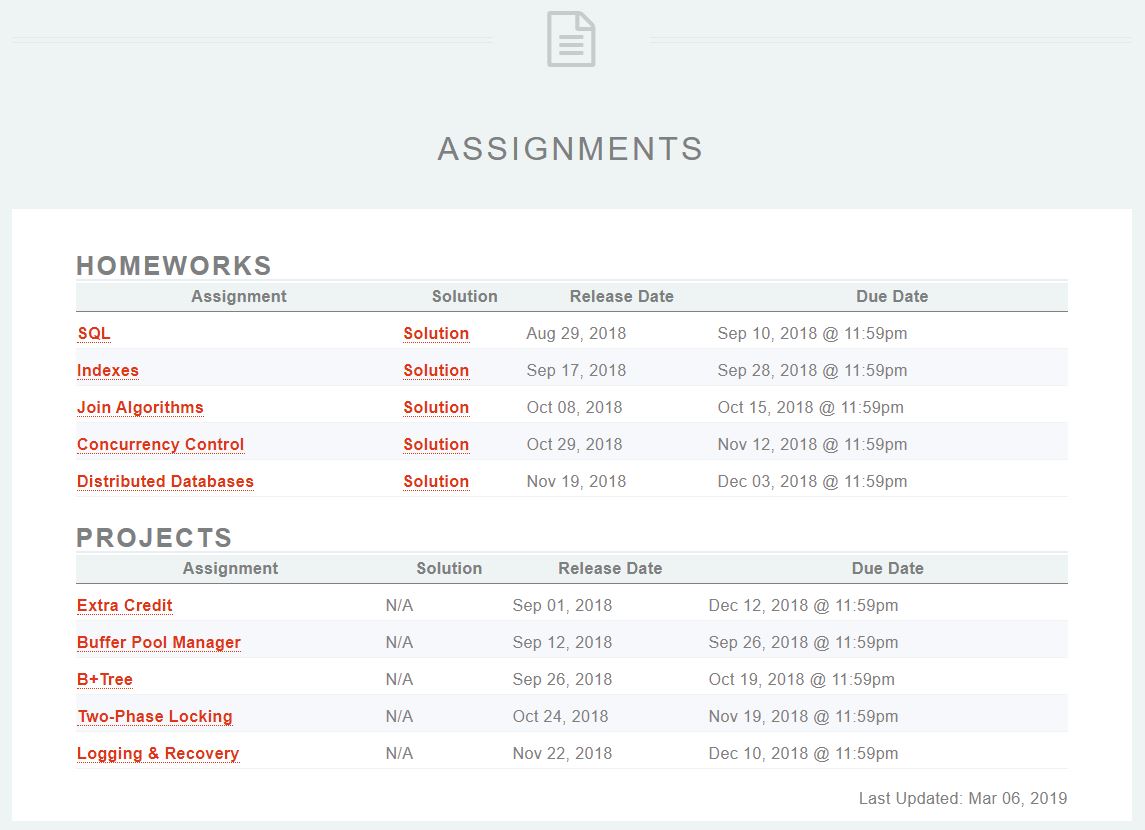 ASSIGNMENTS
HOMEWORKS
Assignment Solution Release Date Due Date
SQL Solution Aug 29, 2018 Sep 10, 2018 @ 11:59pm
Indexes Solution Sep 17, 2018 Sep 28, 2018 @ 11:59pm
Join Algorithms Solution Oct 08, 2018 Oct 15, 2018 @ 11:59pm
Concurrency Control Solution Oct 29, 2018 Nov 12, 2018 @ 11:59pm
Distributed Databases Solution Nov 19, 2018 Dec 03, 2018 @ 11:59pm
PROJECTS
Assignment Solution Release Date Due Date
Extra Credit N/A Sep 01, 2018 Dec 12, 2018 @ 11:59pm
Buffer Pool Manager N/A Sep 12, 2018 Sep 26, 2018 @ 11:59pm
B+Tree N/A Sep 26, 2018 Oct 19, 2018 @ 11:59pm
Two-Phase Locking N/A Oct 24, 2018 Nov 19, 2018 @ 11:59pm
Logging & Recovery N/A Nov 22, 2018 Dec 10, 2018 @ 11:59pm
Last Updated: Mar 06, 2019